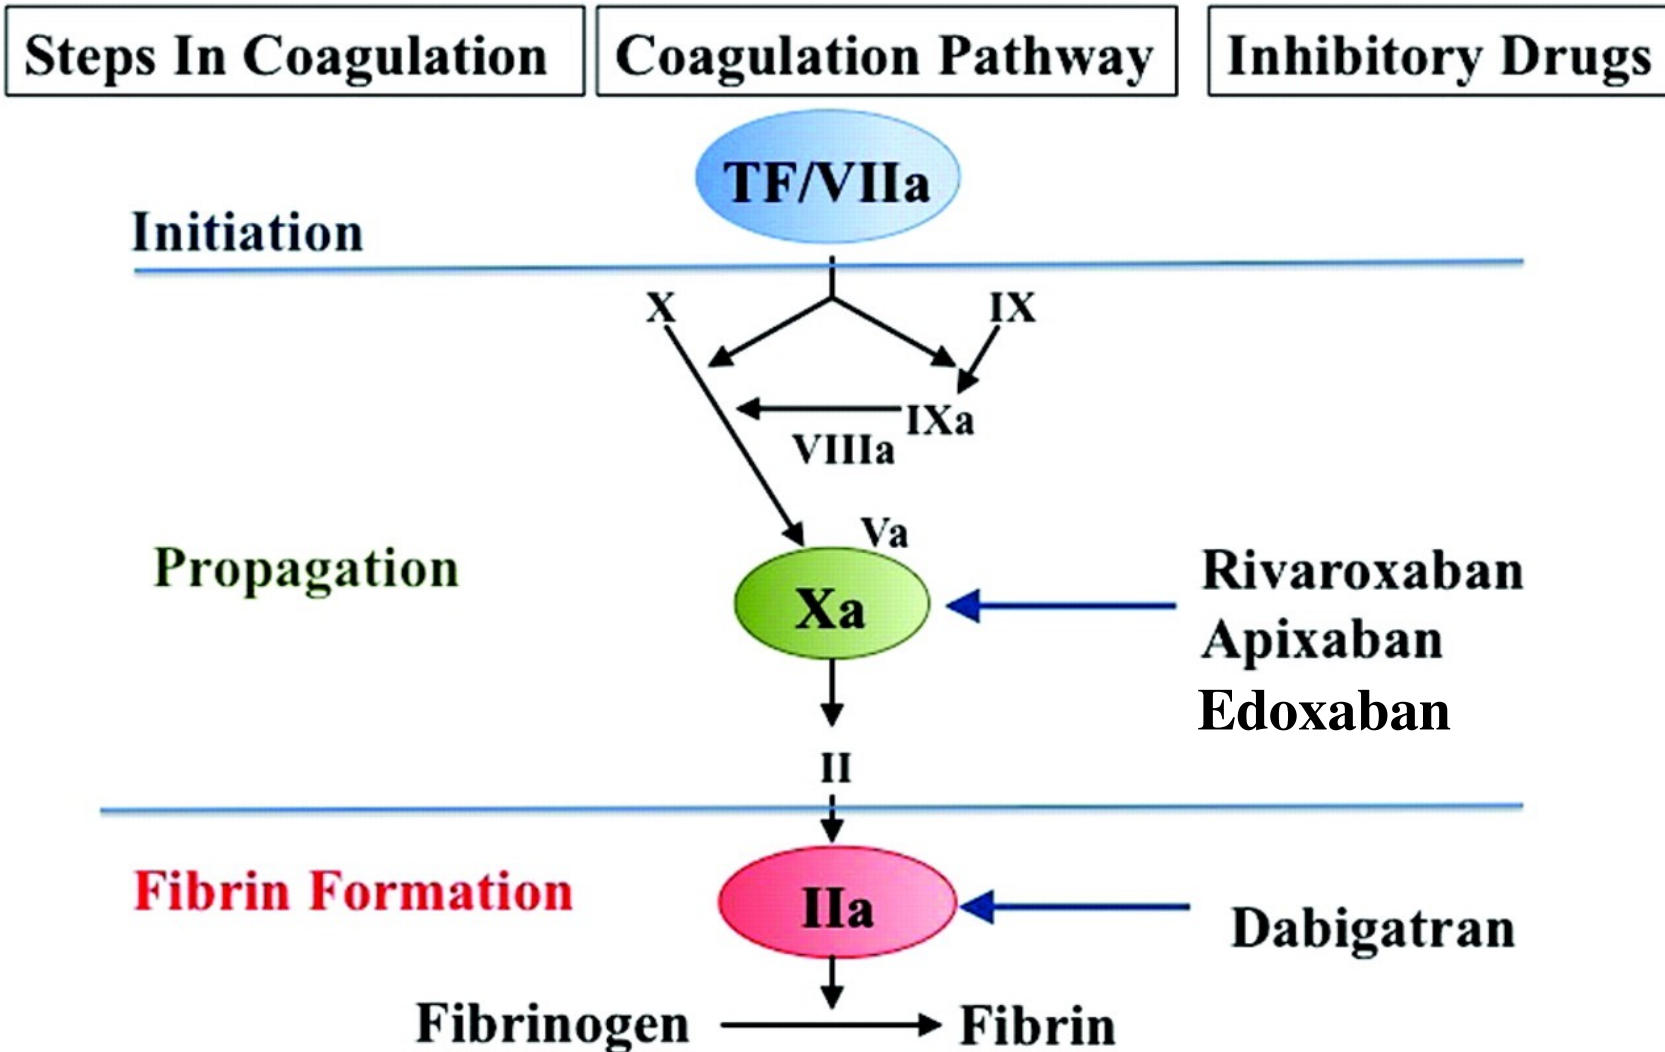 Steps In Coagulation
Coagulation Pathway
Inhibitory Drugs
TF/VIIa
Initiation
X
IX
IXa
VIIIa
Va
Propagation
Xa
Rivaroxaban
Apixaban
Edoxaban
II
Fibrin Formation
IIa
Dabigatran
Fibrinogen
Fibrin